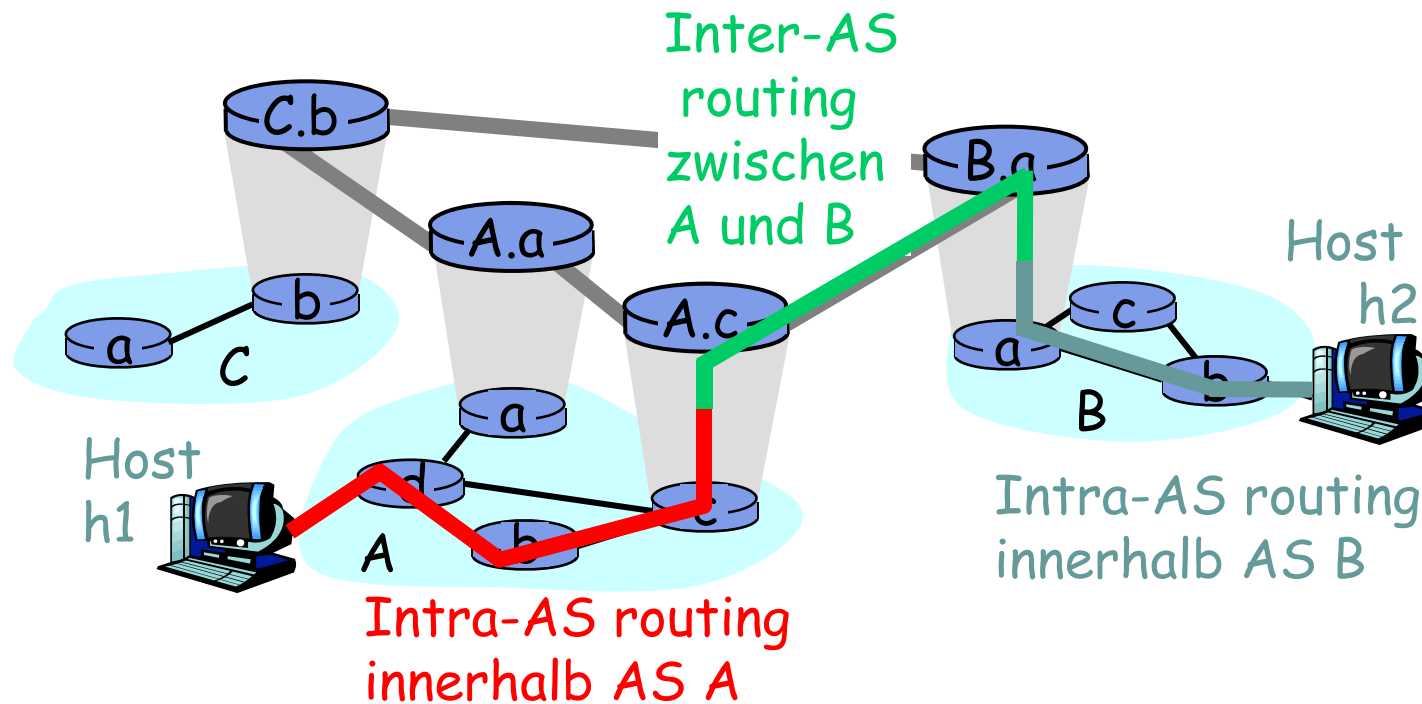 Inter-AS
routing
zwischen
A und B
C.b
B.a
A.a
A.c
Host
h2
b
a
C
c
a
b
B
a
Host
h1
d
c
b
A
Intra-AS routing
innerhalb AS B
Intra-AS routing
innerhalb AS A